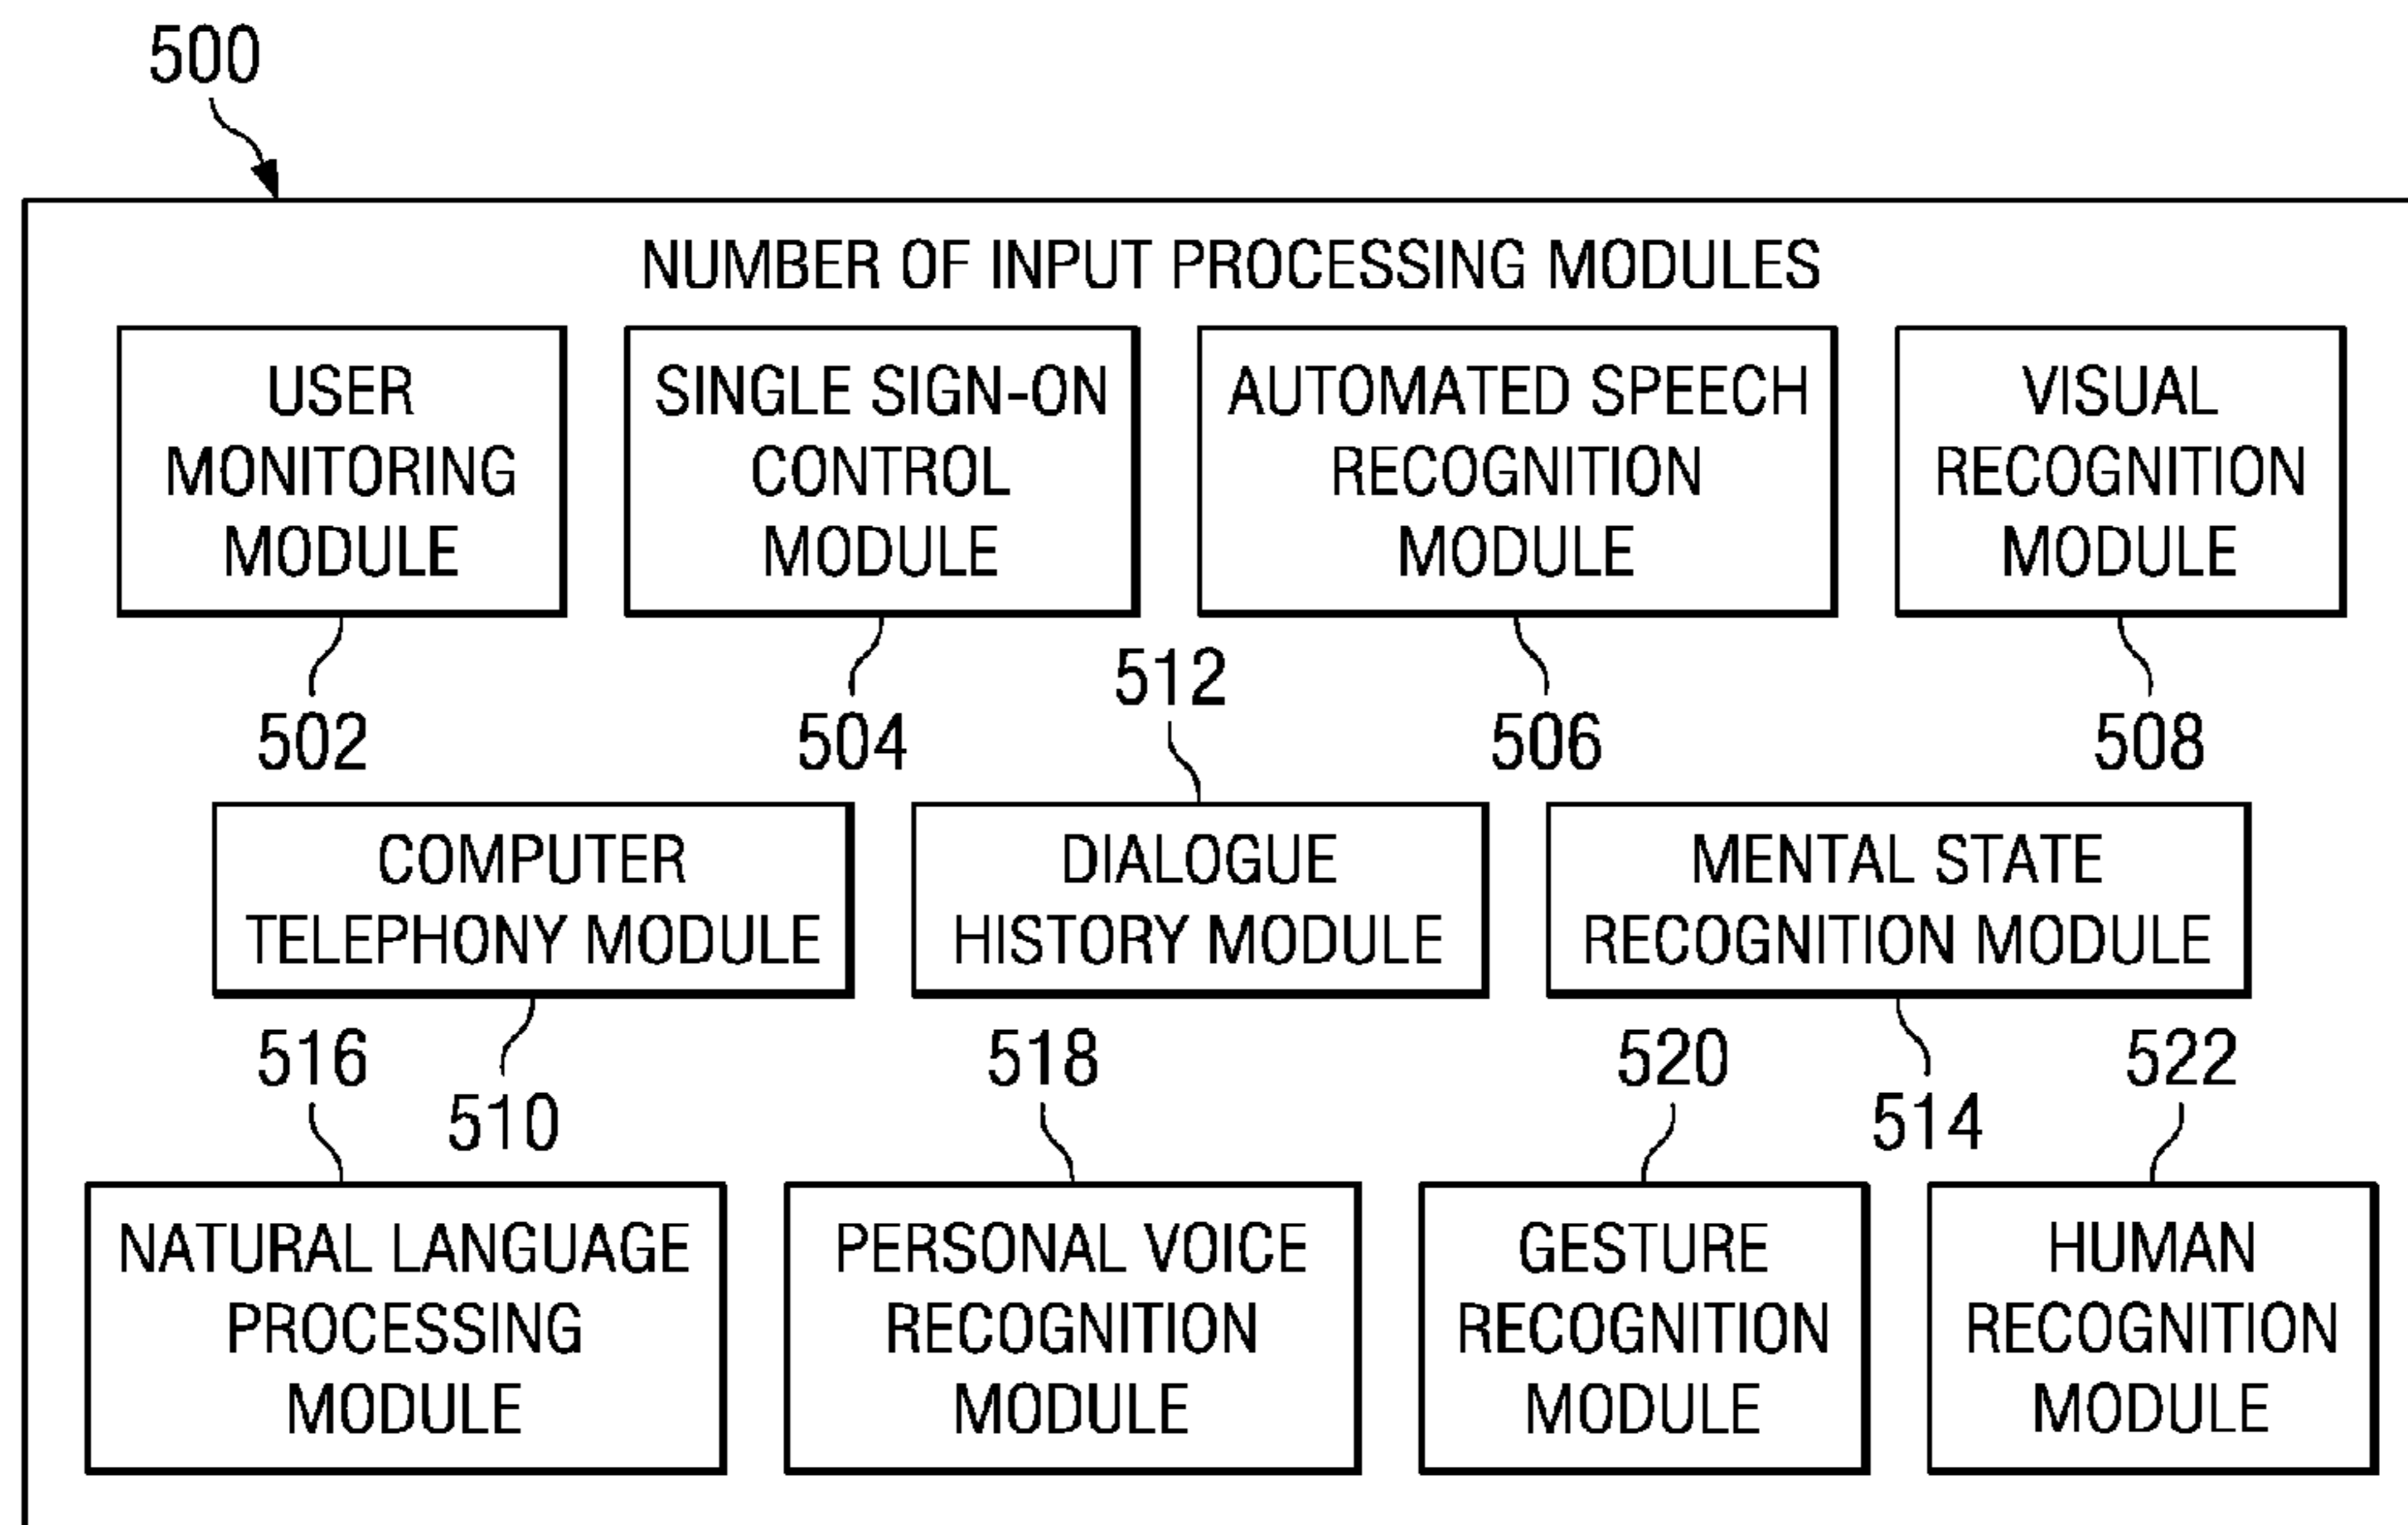 500
NUMBER OF INPUT PROCESSING MODULES
USER
MONITORING
MODULE
502
SINGLE SIGN-ON
CONTROL
MODULE
504
AUTOMATED SPEECH
RECOGNITION
MODULE
506
VISUAL
RECOGNITION
MODULE
508
COMPUTER
TELEPHONY MODULE
510
512
DIALOGUE
HISTORY MODULE
MENTAL STATE
RECOGNITION MODULE
514
516
NATURAL LANGUAGE
PROCESSING
MODULE
518
PERSONAL VOICE
RECOGNITION
MODULE
520
GESTURE
RECOGNITION
MODULE
522
HUMAN
RECOGNITION
MODULE